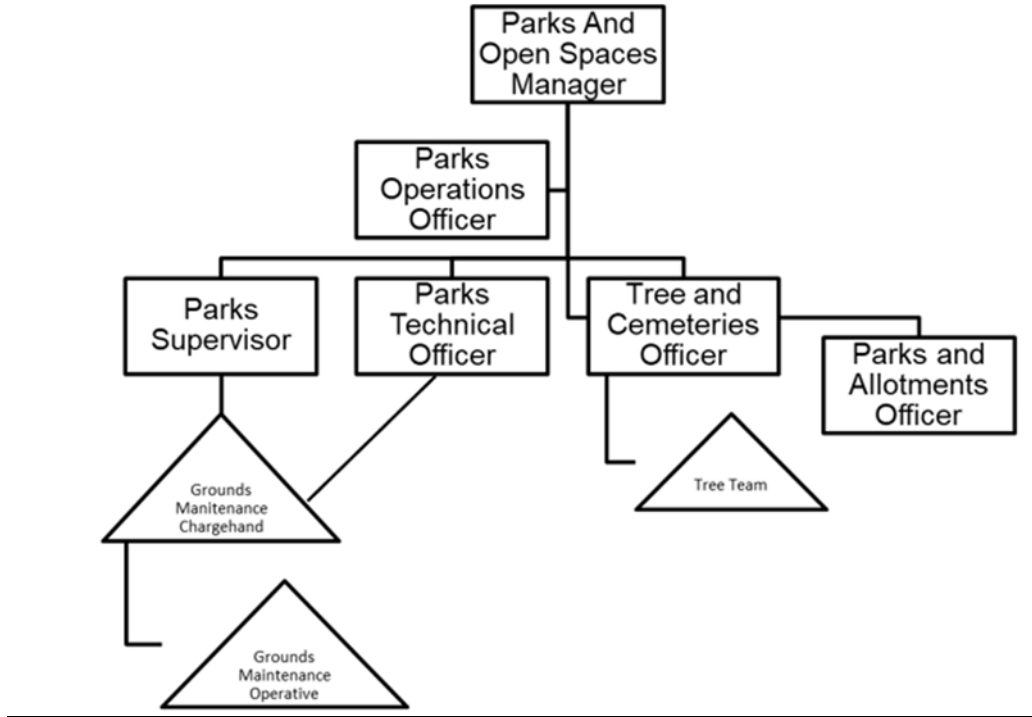 Parks And
Open Spaces
Manager
Parks
Operations
Officer
Parks
Supervisor
Parks
Technical
Officer
Tree and
Cemeteries
Officer
Parks and
Allotments
Officer
Grounds
Manitenance
Chargehand
Tree Team
Grounds
Maintenance
Operative